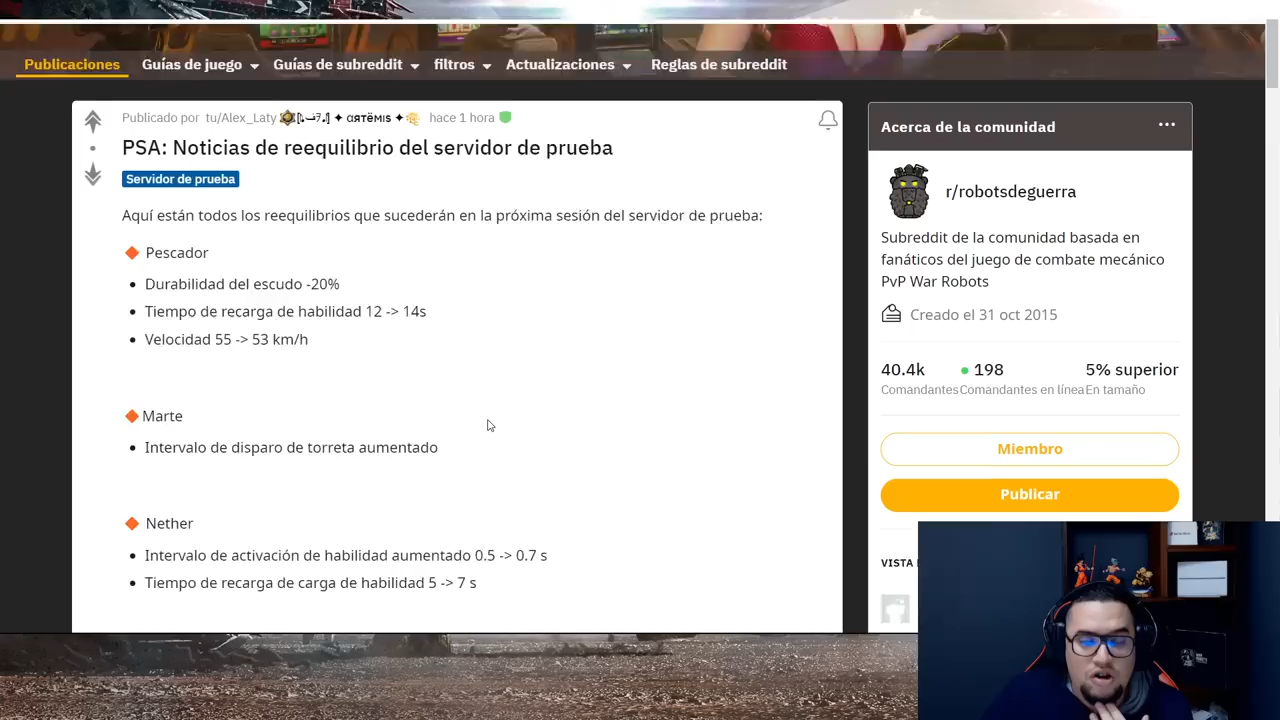 Publicaciones Guías de juego Guías de subreddit filtros Actualizaciones Reglas de subreddit
Publicado por tu/Alex_Laty ✦ αятëмιs ✦ hace 1 hora
PSA: Noticias de reequilibrio del servidor de prueba
Servidor de prueba
Aquí están todos los reequilibrios que sucederán en la próxima sesión del servidor de prueba:
Pescador
Durabilidad del escudo -20%
Tiempo de recarga de habilidad 12 -> 14s
Velocidad 55 -> 53 km/h
Marte
Intervalo de disparo de torreta aumentado
Nether
Intervalo de activación de habilidad aumentado 0.5 -> 0.7 s
Tiempo de recarga de carga de habilidad 5 -> 7 s
Acerca de la comunidad
r/robotsdeguerra
Subreddit de la comunidad basada en
fanáticos del juego de combate mecánico
PvP War Robots
Creado el 31 oct 2015
40.4k 198 5% superior
Comandantes Comandantes en línea En tamaño
Miembro
Publicar
VISTA